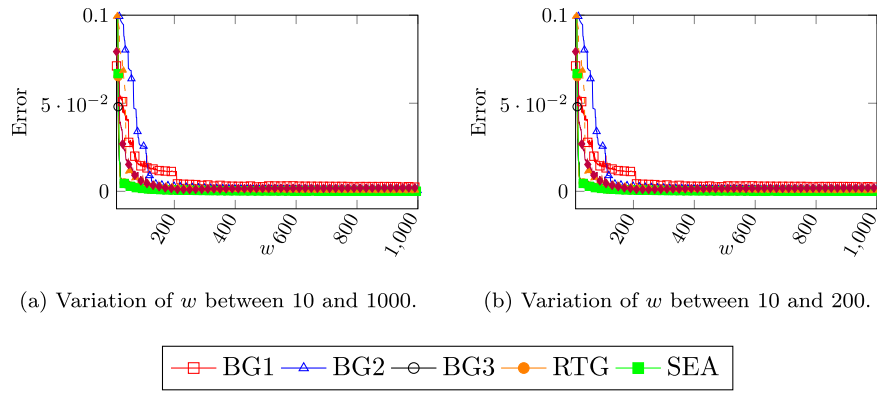 0.1
5 · 10−2
0
Error
200
400
600
800
1,000
w
0.1
5 · 10−2
0
Error
200
400
600
800
1,000
w
(a) Variation of w between 10 and 1000.
(b) Variation of w between 10 and 200.
BG1 BG2 BG3 RTG SEA